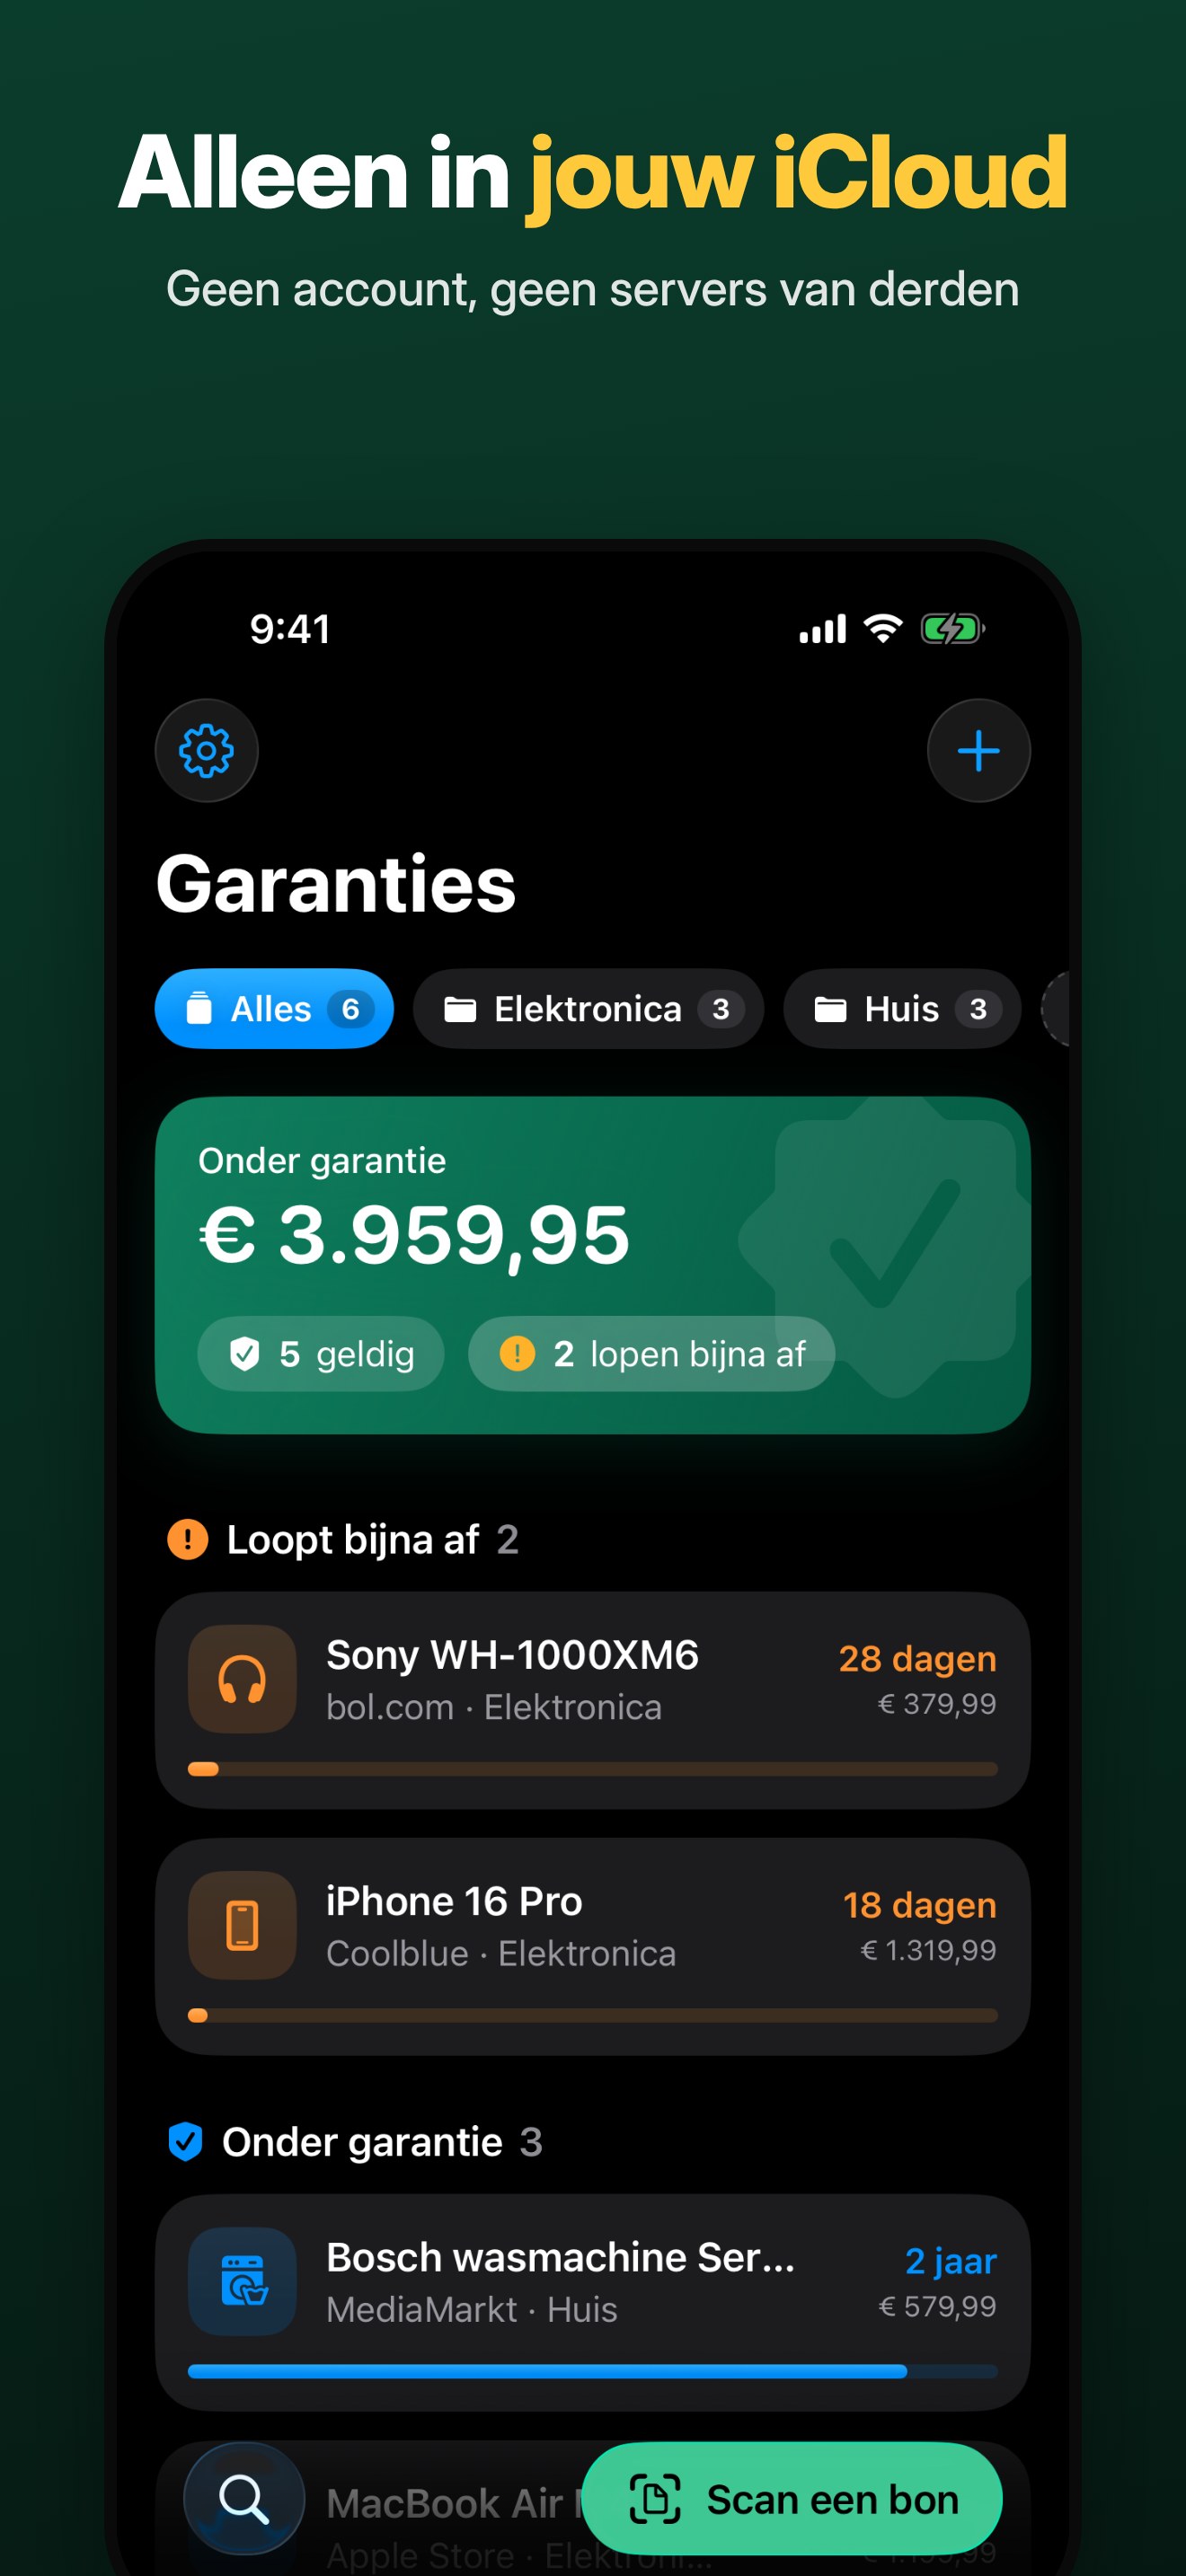 Alleen in jouw iCloud
Geen account, geen servers van derden
9:41
Garanties
Alles 6
Elektronica 3
Huis 3
Onder garantie
€ 3.959,95
5 geldig
2 lopen bijna af
Loopt bijna af 2
Sony WH-1000XM6
28 dagen
bol.com · Elektronica
€ 379,99
iPhone 16 Pro
18 dagen
Coolblue · Elektronica
€ 1.319,99
Onder garantie 3
Bosch wasmachine Ser...
2 jaar
MediaMarkt · Huis
€ 579,99
MacBook Air
Scan een bon
Apple Store · Elektroni...